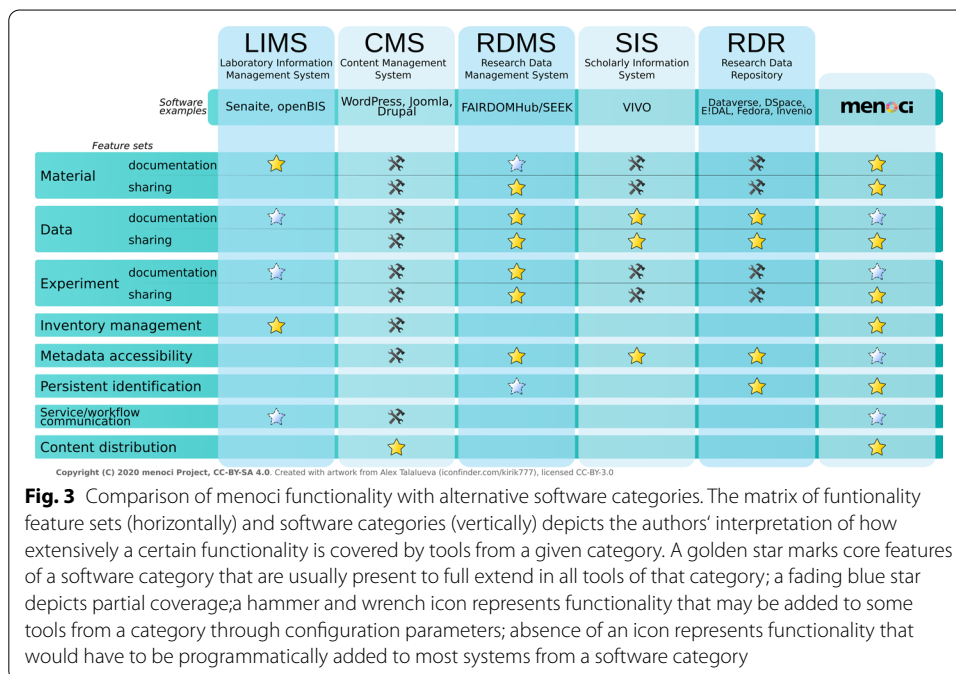 LIMS CMS RDMS SIS RDR
Laboratory Information Content Management Research Data Scholarly Information Research Data
Management System System Management System System Repository
Software examples Senaite, openBIS WordPress, Joomla, Drupal FAIRDOMHub/SEEK VIVO Dataverse, DSpace, E!DAL, Fedora, Invenio menoci
Feature sets
Material documentation
sharing
Data documentation
sharing
Experiment documentation
sharing
Inventory management
Metadata accessibility
Persistent identification
Service/workflow
communication
Content distribution
Copyright (C) 2020 menoci Project, CC-BY-SA 4.0. Created with artwork from Alex Talalueva (iconfinder.com/kirik777), licensed CC-BY-3.0
Fig. 3 Comparison of menoci functionality with alternative software categories. The matrix of funtionality
feature sets (horizontally) and software categories (vertically) depicts the authors‘ interpretation of how
extensively a certain functionality is covered by tools from a given category. A golden star marks core features
of a software category that are usually present to full extend in all tools of that category; a fading blue star
depicts partial coverage;a hammer and wrench icon represents functionality that may be added to some
tools from a category through configuration parameters; absence of an icon represents functionality that
would have to be programmatically added to most systems from a software category